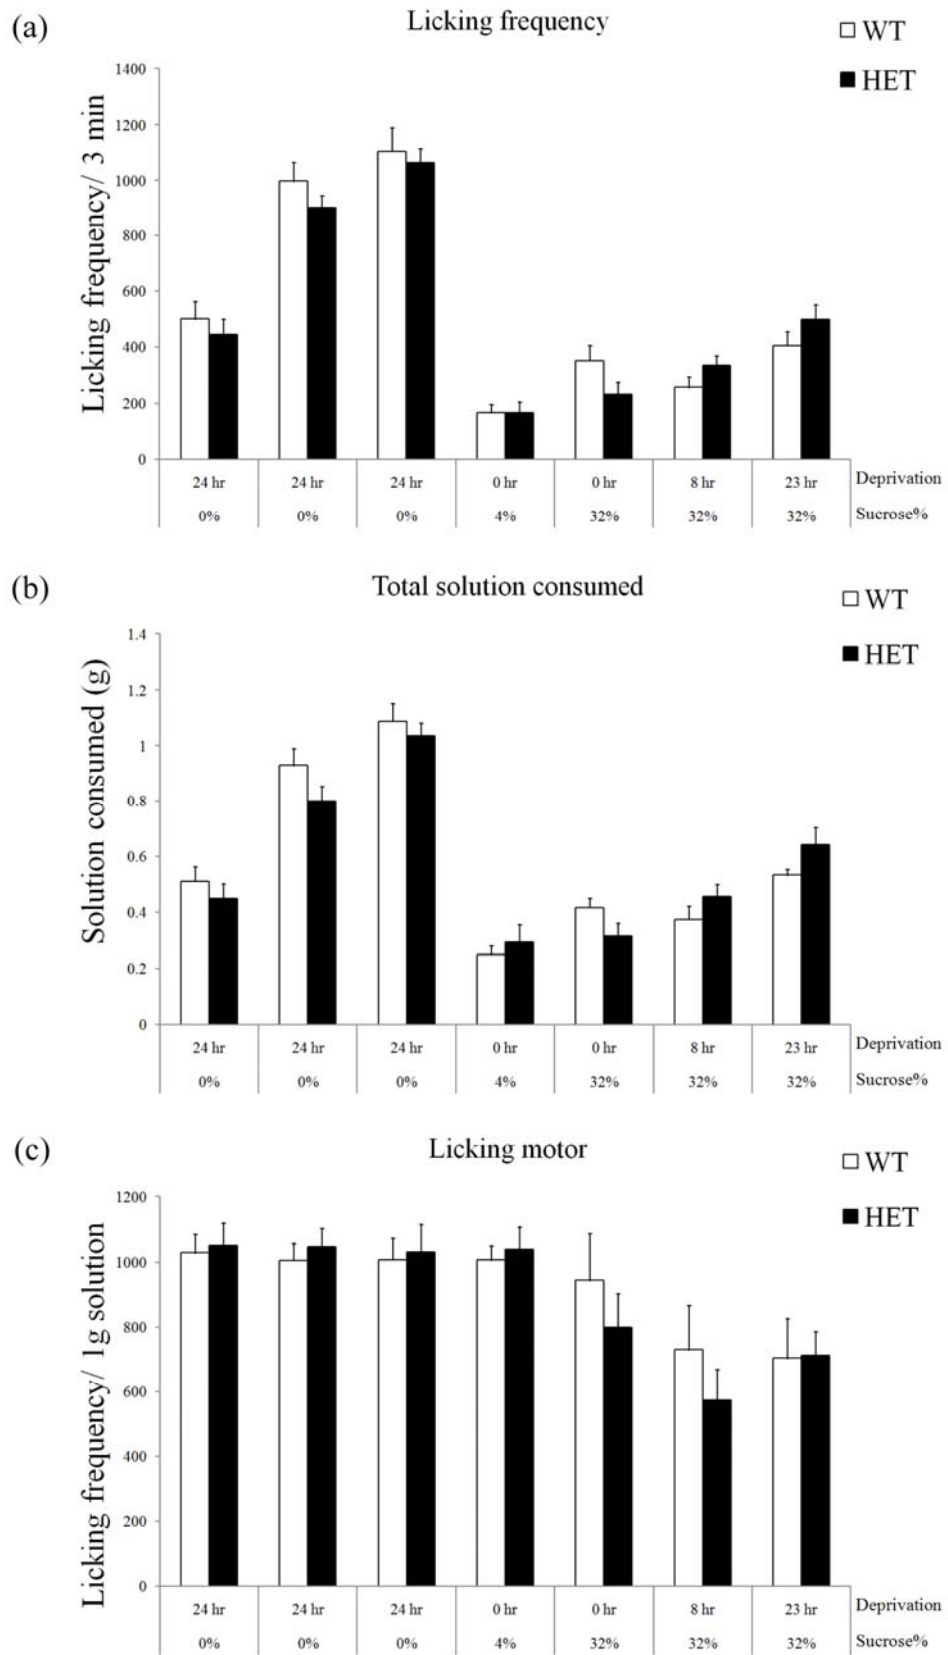 (a)
Licking frequency
WT
HET
Licking frequency/ 3 min
1400
1200
1000
800
600
400
200
0
24 hr 24 hr 24 hr 0 hr 0 hr 8 hr 23 hr Deprivation
0% 0% 0% 4% 32% 32% 32% Sucrose%
(b)
Total solution consumed
WT
HET
Solution consumed (g)
1.4
1.2
1
0.8
0.6
0.4
0.2
0
24 hr 24 hr 24 hr 0 hr 0 hr 8 hr 23 hr Deprivation
0% 0% 0% 4% 32% 32% 32% Sucrose%
(c)
Licking motor
WT
HET
Licking frequency/ 1g solution
1200
1000
800
600
400
200
0
24 hr 24 hr 24 hr 0 hr 0 hr 8 hr 23 hr Deprivation
0% 0% 0% 4% 32% 32% 32% Sucrose%